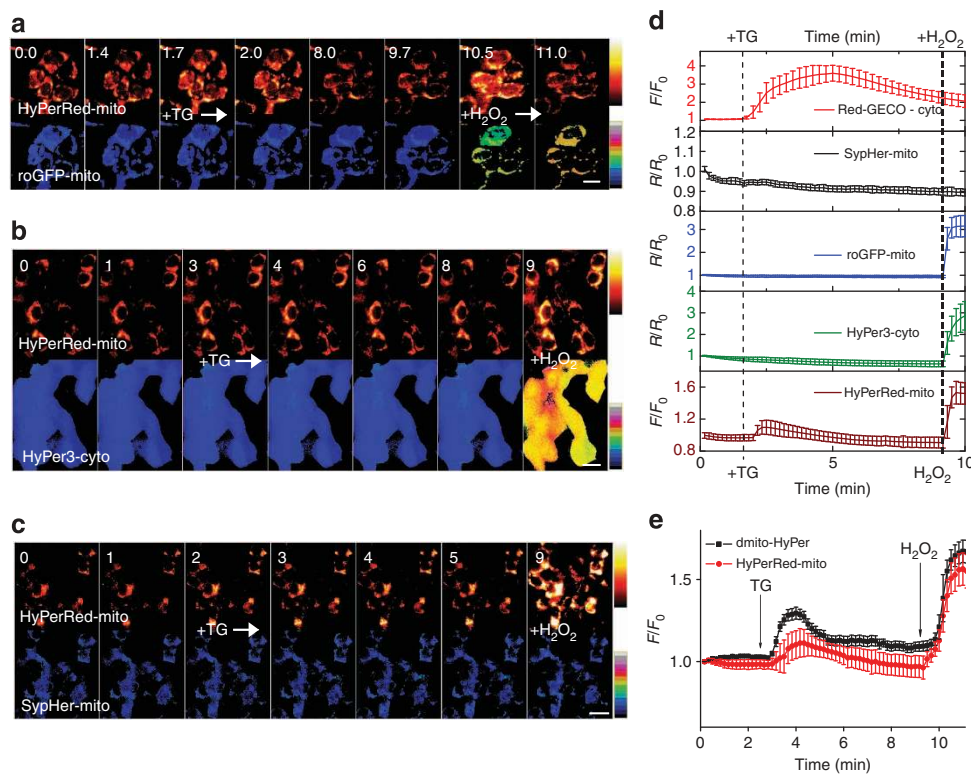 a
0.0 1.4 1.7 2.0 8.0 9.7 10.5 11.0
HyPerRed-mito
+TG
+H₂O₂
roGFP-mito
b
0 1 3 4 6 8 9
HyPerRed-mito
+TG
+H₂O₂
HyPer3-cyto
c
0 1 2 3 4 5 9
HyPerRed-mito
+TG
+H₂O₂
SypHer-mito
d
+TG Time (min) +H₂O₂
0 5 10
F/F₀
4
3
2
1
Red-GECO - cyto
R/R₀
1.2
1.1
1.0
0.9
0.8
SypHer-mito
R/R₀
3
2
1
roGFP-mito
R/R₀
4
3
2
1
HyPer3-cyto
F/F₀
1.6
1.2
0.8
HyPerRed-mito
0 5 10
+TG H₂O₂
Time (min)
e
dmito-HyPer
HyPerRed-mito
TG
H₂O₂
F/F₀
1.5
1.0
0 2 4 6 8 10
Time (min)